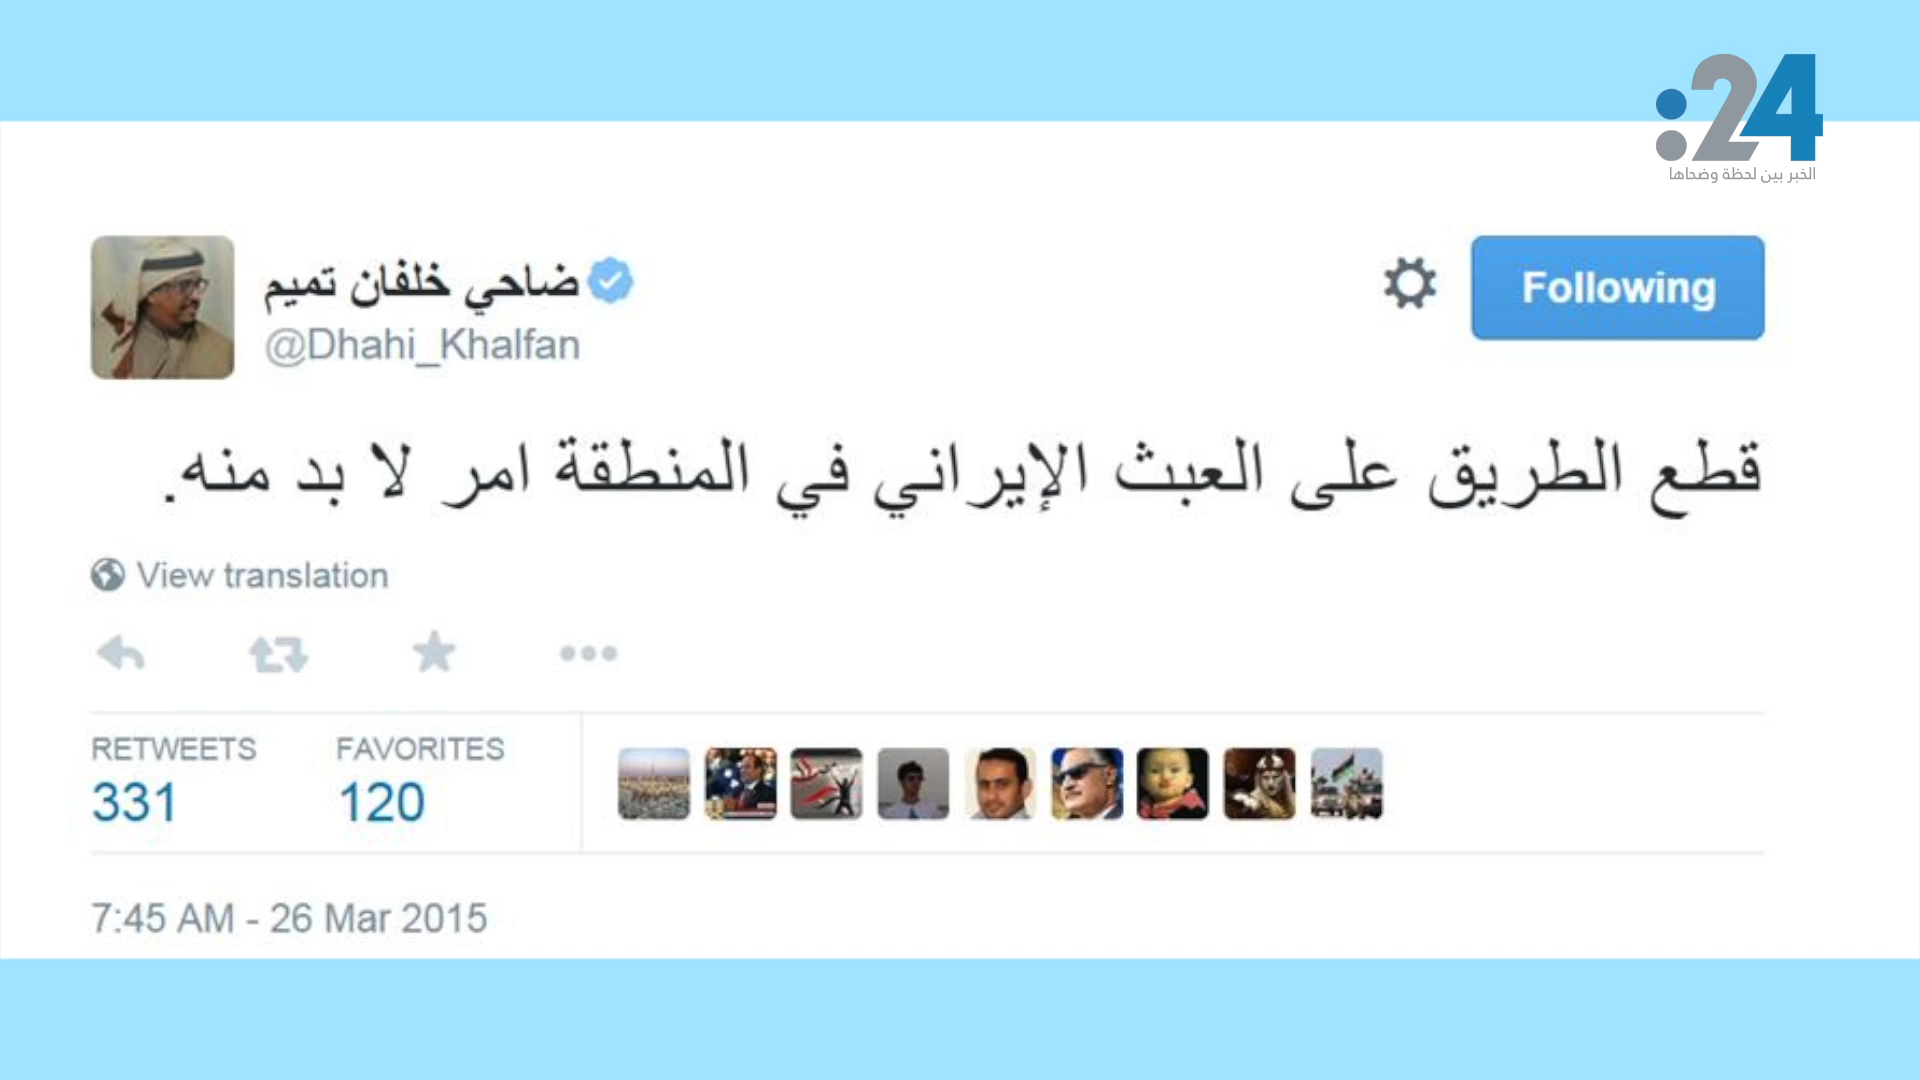 :24
الخبر بين لحظة وضحاها
ضاحي خلفان تميم
@Dhahi_Khalfan
Following
قطع الطريق على العبث الإيراني في المنطقة امر لا بد منه.
View translation
RETWEETS FAVORITES
331 120
7:45 AM - 26 Mar 2015